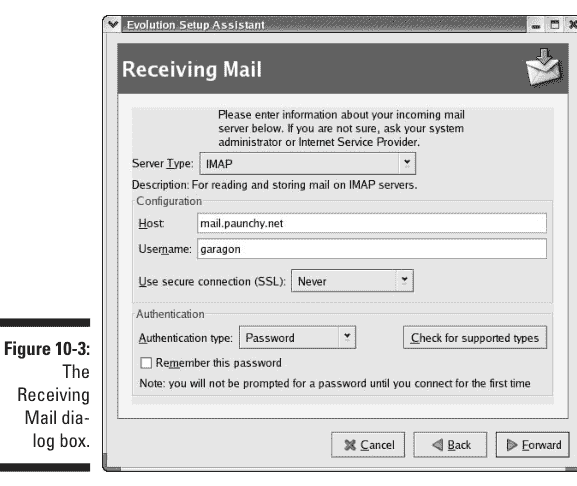 Evolution Setup Assistant
Receiving Mail
Please enter information about your incoming mail
server below. If you are not sure, ask your system
administrator or Internet Service Provider.
Server Type: IMAP
Description: For reading and storing mail on IMAP servers.
Configuration
Host: mail.paunchy.net
Username: garagon
Use secure connection (SSL): Never
Authentication
Authentication type: Password Check for supported types
Remember this password
Note: you will not be prompted for a password until you connect for the first time
Cancel Back Forward
Figure 10-3:
The
Receiving
Mail dia-
log box.